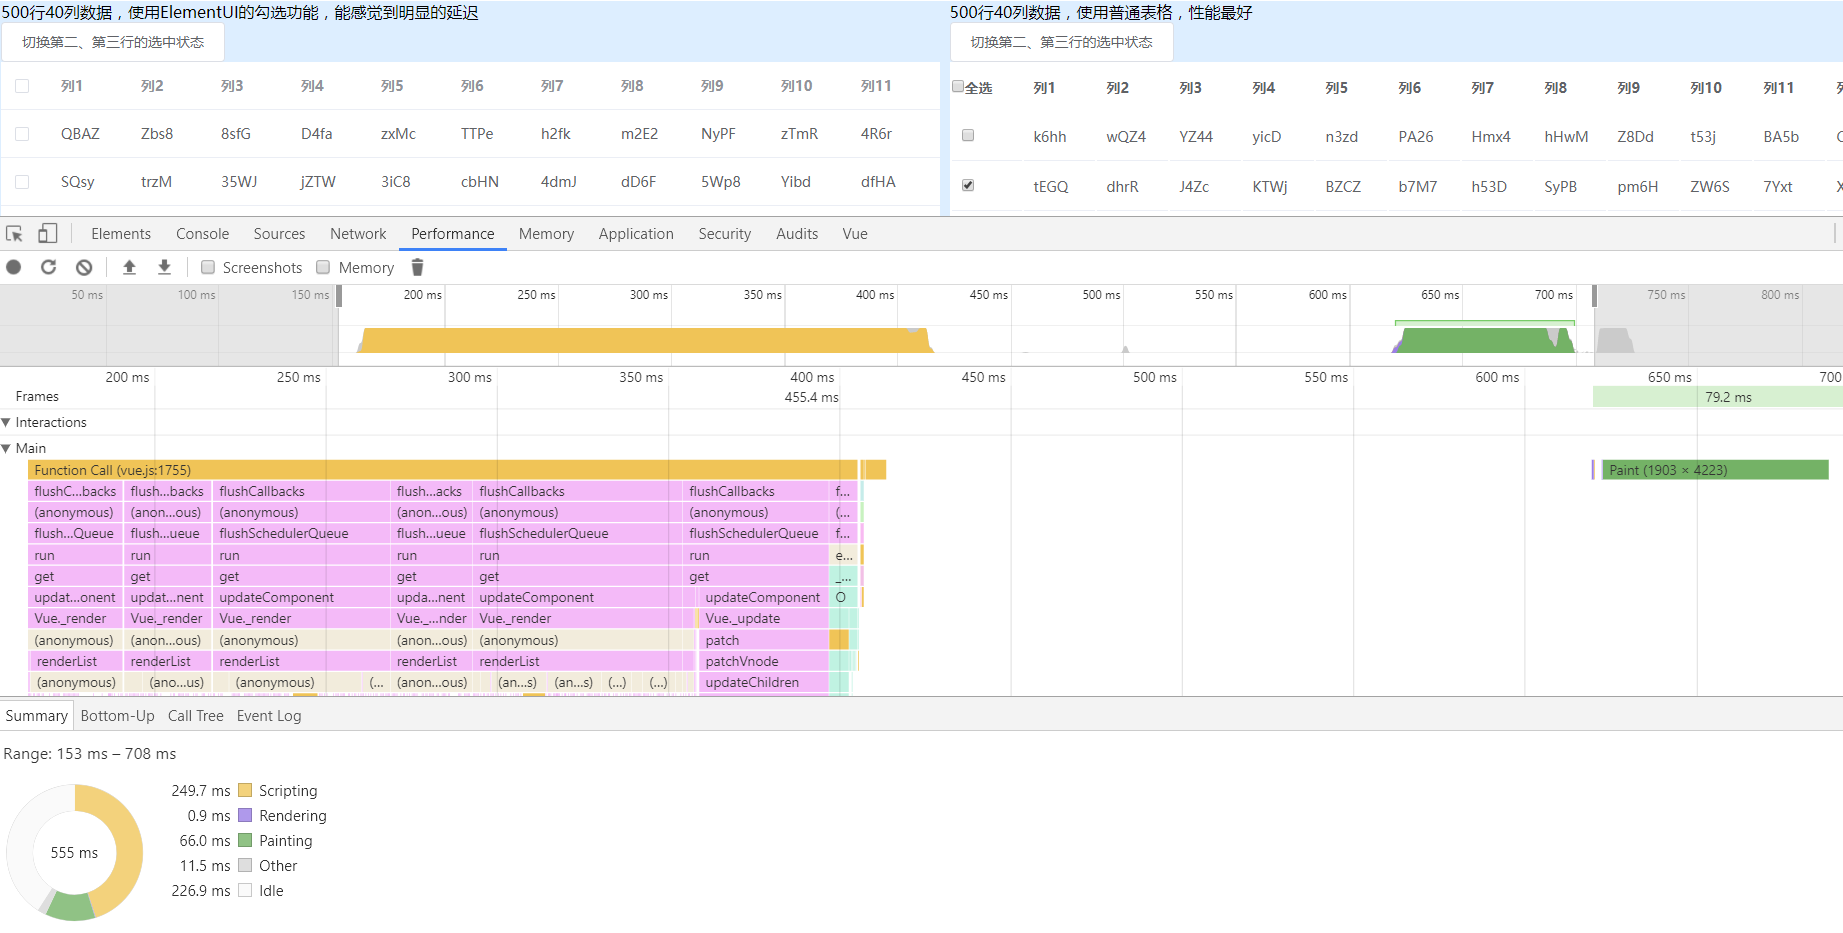 500行40列数据，使用ElementUI的勾选功能，能感觉到明显的延迟
切换第二、第三行的选中状态
列1 列2 列3 列4 列5 列6 列7 列8 列9 列10 列11
QBAZ Zbs8 8sfG D4fa zxMc TTPe h2fk m2E2 NyPF zTmR 4R6r
SQsy trzM 35WJ jZTW 3iC8 cbHN 4dmJ dD6F 5Wp8 Yibd dfHA
500行40列数据，使用普通表格，性能最好
切换第二、第三行的选中状态
全选 列1 列2 列3 列4 列5 列6 列7 列8 列9 列10 列11
k6hh wQZ4 YZ44 yicD n3zd PA26 Hmx4 hHwM Z8Dd t53j BA5b
tEGQ dhrR J4Zc KTWj BZCZ b7M7 h53D SyPB pm6H ZW6S 7Yxt
Elements Console Sources Network Performance Memory Application Security Audits Vue
Screenshots Memory
50 ms 100 ms 150 ms 200 ms 250 ms 300 ms 350 ms 400 ms 450 ms 500 ms 550 ms 600 ms 650 ms 700 ms 750 ms 800 ms
200 ms 250 ms 300 ms 350 ms 400 ms 450 ms 500 ms 550 ms 600 ms 650 ms 700
Frames 455.4 ms 79.2 ms
Interactions
Main
Function Call (vue.js:1755) Paint (1903 × 4223)
flushC...backs flush...backs flushCallbacks flush...acks flushCallbacks flushCallbacks f...
(anonymous) (anon...ous) (anonymous) (anon...ous) (anonymous) (anonymous) (...
flush...Queue flush...ueue flushSchedulerQueue flush...ueue flushSchedulerQueue flushSchedulerQueue f...
run run run run run run e...
get get get get get get _...
updat...onent updat...nent updateComponent upda...nent updateComponent updateComponent O
Vue._render Vue._render Vue._render Vue._...nder Vue._render Vue._update
(anonymous) (anon...ous) (anonymous) (anon...ous) (anonymous) patch
renderList renderList renderList renderList renderList patchVnode
(anonymous) (ano...us) (anonymous) (... (anon...ous) (an...s) (an...s) (...) (...) updateChildren
Summary Bottom-Up Call Tree Event Log
Range: 153 ms – 708 ms
555 ms
249.7 ms Scripting
0.9 ms Rendering
66.0 ms Painting
11.5 ms Other
226.9 ms Idle